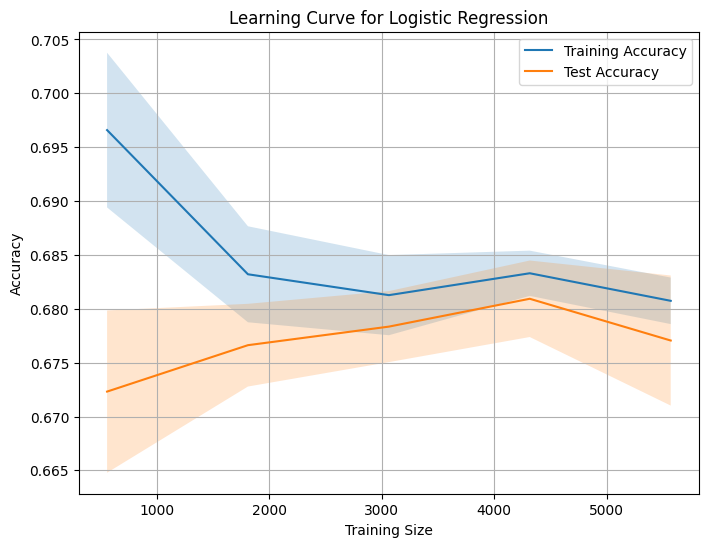 Learning Curve for Logistic Regression
0.705
0.700
0.695
0.690
0.685
0.680
0.675
0.670
0.665
Accuracy
Training Accuracy
Test Accuracy
1000 2000 3000 4000 5000
Training Size